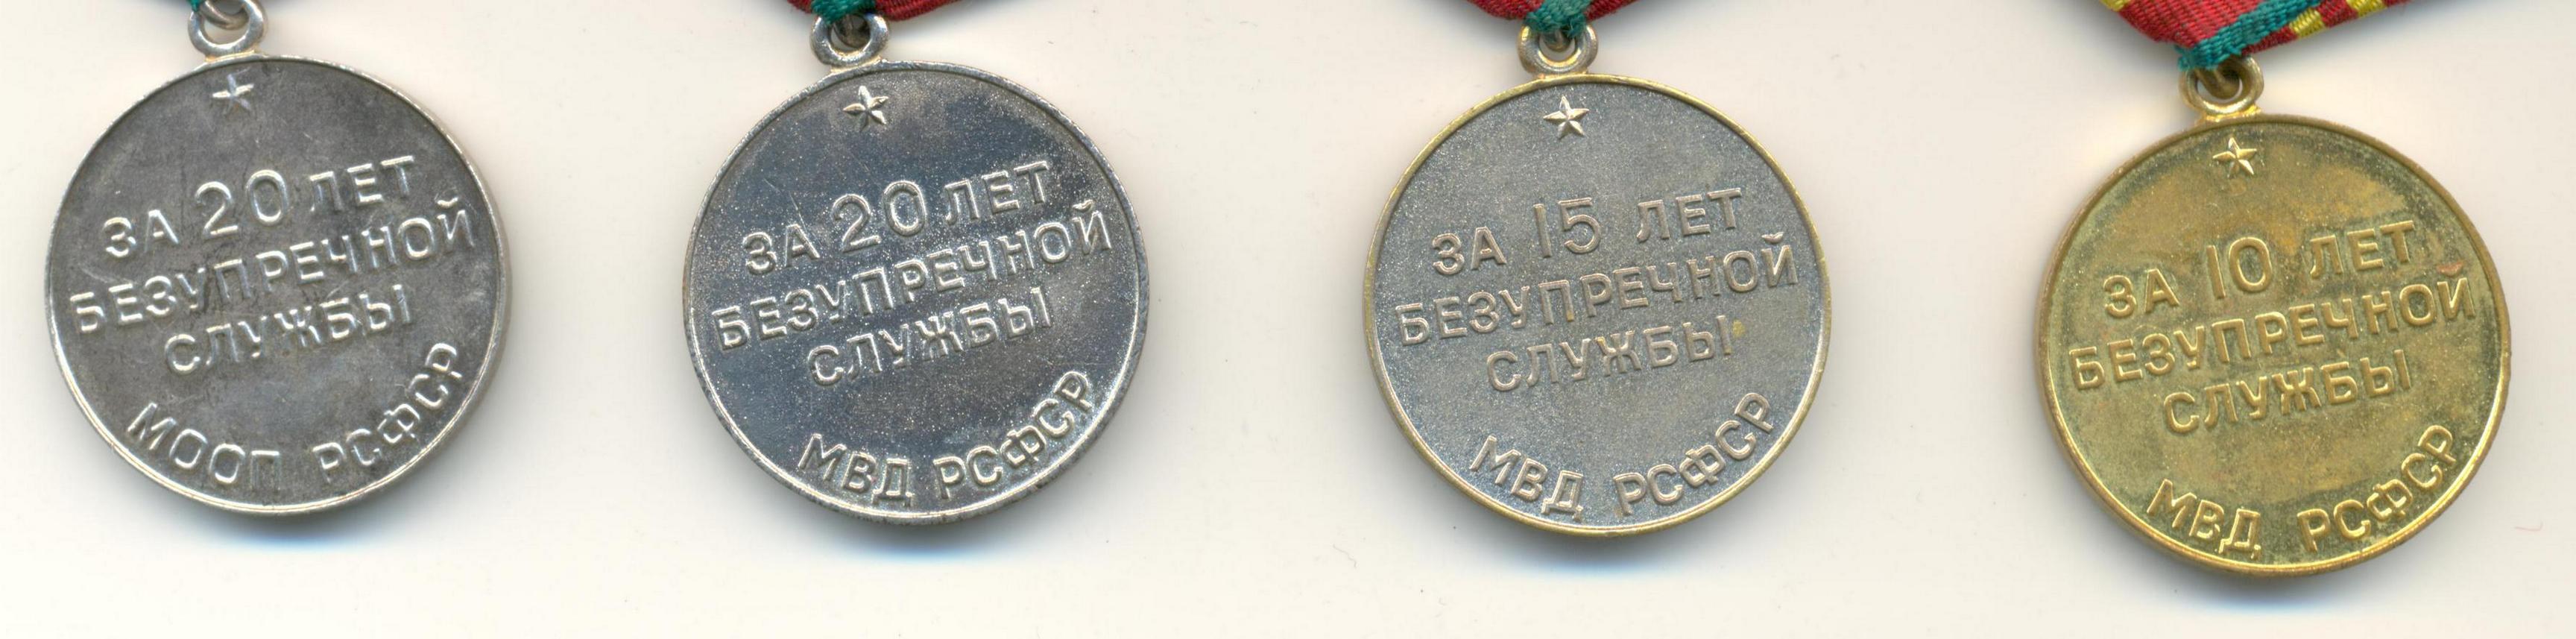 ЗА 20 ЛЕТ
БЕЗУПРЕЧНОЙ
СЛУЖБЫ
МООП РСФСР
ЗА 20 ЛЕТ
БЕЗУПРЕЧНОЙ
СЛУЖБЫ
МВД РСФСР
ЗА 15 ЛЕТ
БЕЗУПРЕЧНОЙ
СЛУЖБЫ
МВД РСФСР
ЗА 10 ЛЕТ
БЕЗУПРЕЧНОЙ
СЛУЖБЫ
МВД РСФСР